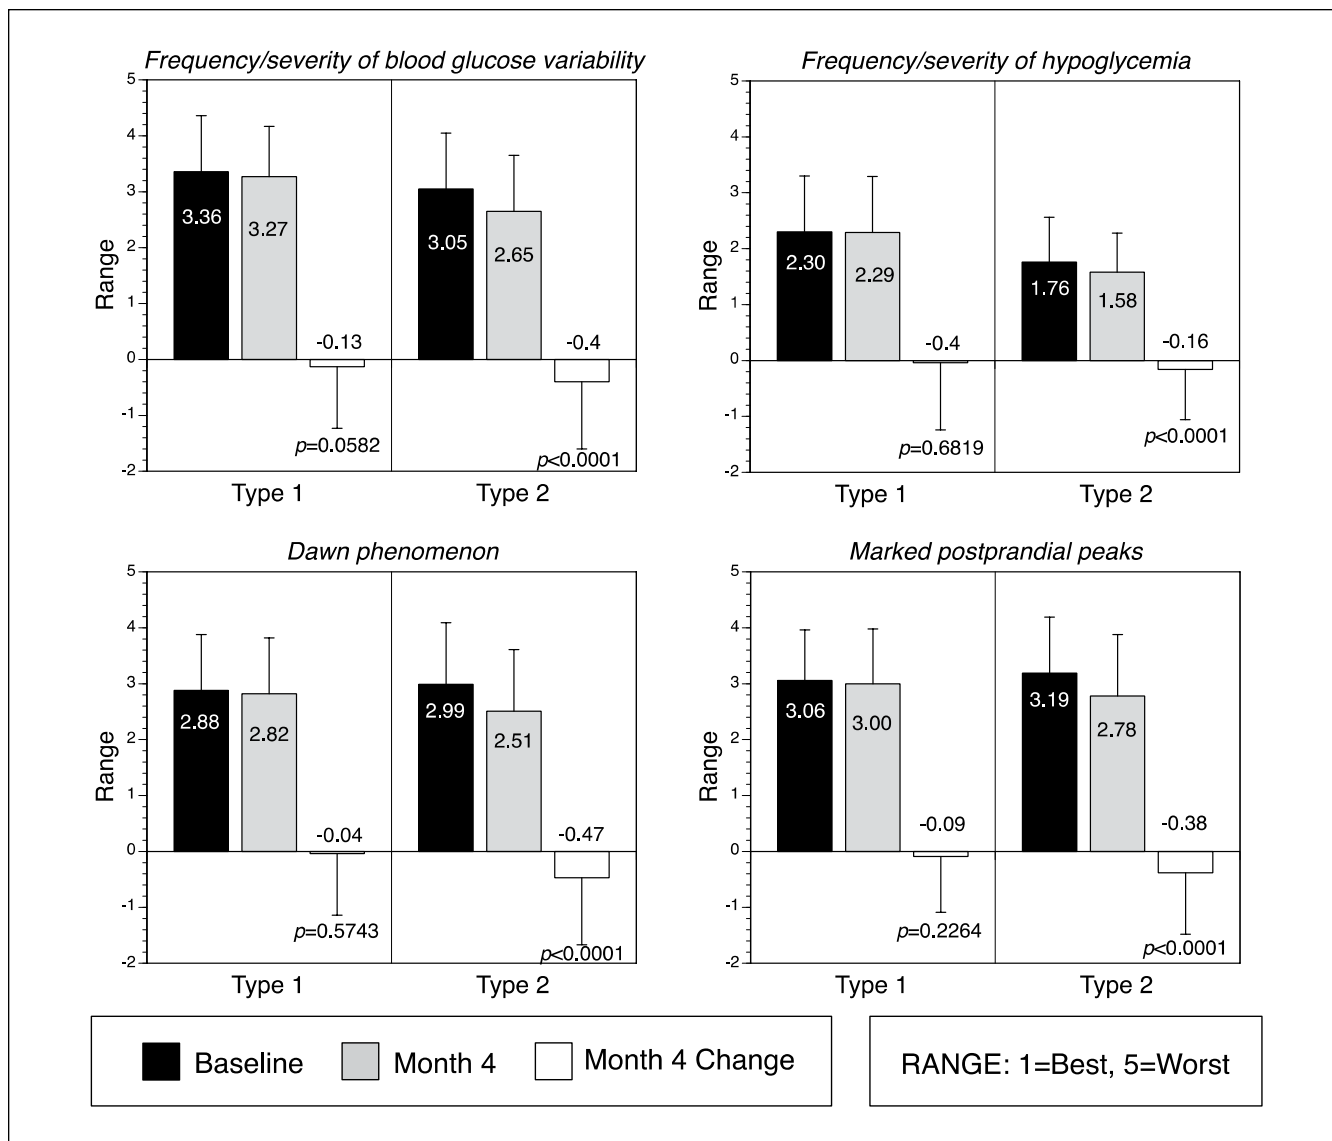 Frequency/severity of blood glucose variability
5
4
3
2
1
0
-1
-2
Range
3.36
3.27
-0.13
p=0.0582
3.05
2.65
-0.4
p<0.0001
Type 1
Type 2
Frequency/severity of hypoglycemia
5
4
3
2
1
0
-1
-2
Range
2.30
2.29
-0.4
p=0.6819
1.76
1.58
-0.16
p<0.0001
Type 1
Type 2
Dawn phenomenon
5
4
3
2
1
0
-1
-2
Range
2.88
2.82
-0.04
p=0.5743
2.99
2.51
-0.47
p<0.0001
Type 1
Type 2
Marked postprandial peaks
5
4
3
2
1
0
-1
-2
Range
3.06
3.00
-0.09
p=0.2264
3.19
2.78
-0.38
p<0.0001
Type 1
Type 2
Baseline
Month 4
Month 4 Change
RANGE: 1=Best, 5=Worst